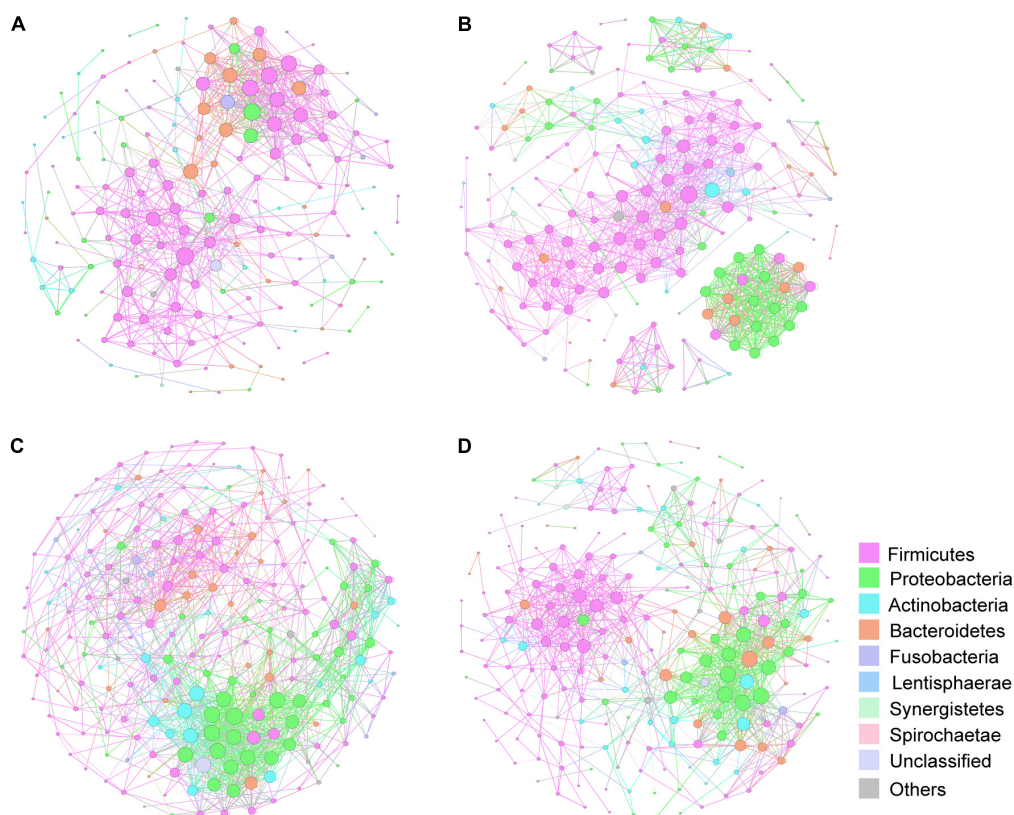 A
B
C
D
Firmicutes
Proteobacteria
Actinobacteria
Bacteroidetes
Fusobacteria
Lentisphaerae
Synergistetes
Spirochaetae
Unclassified
Others